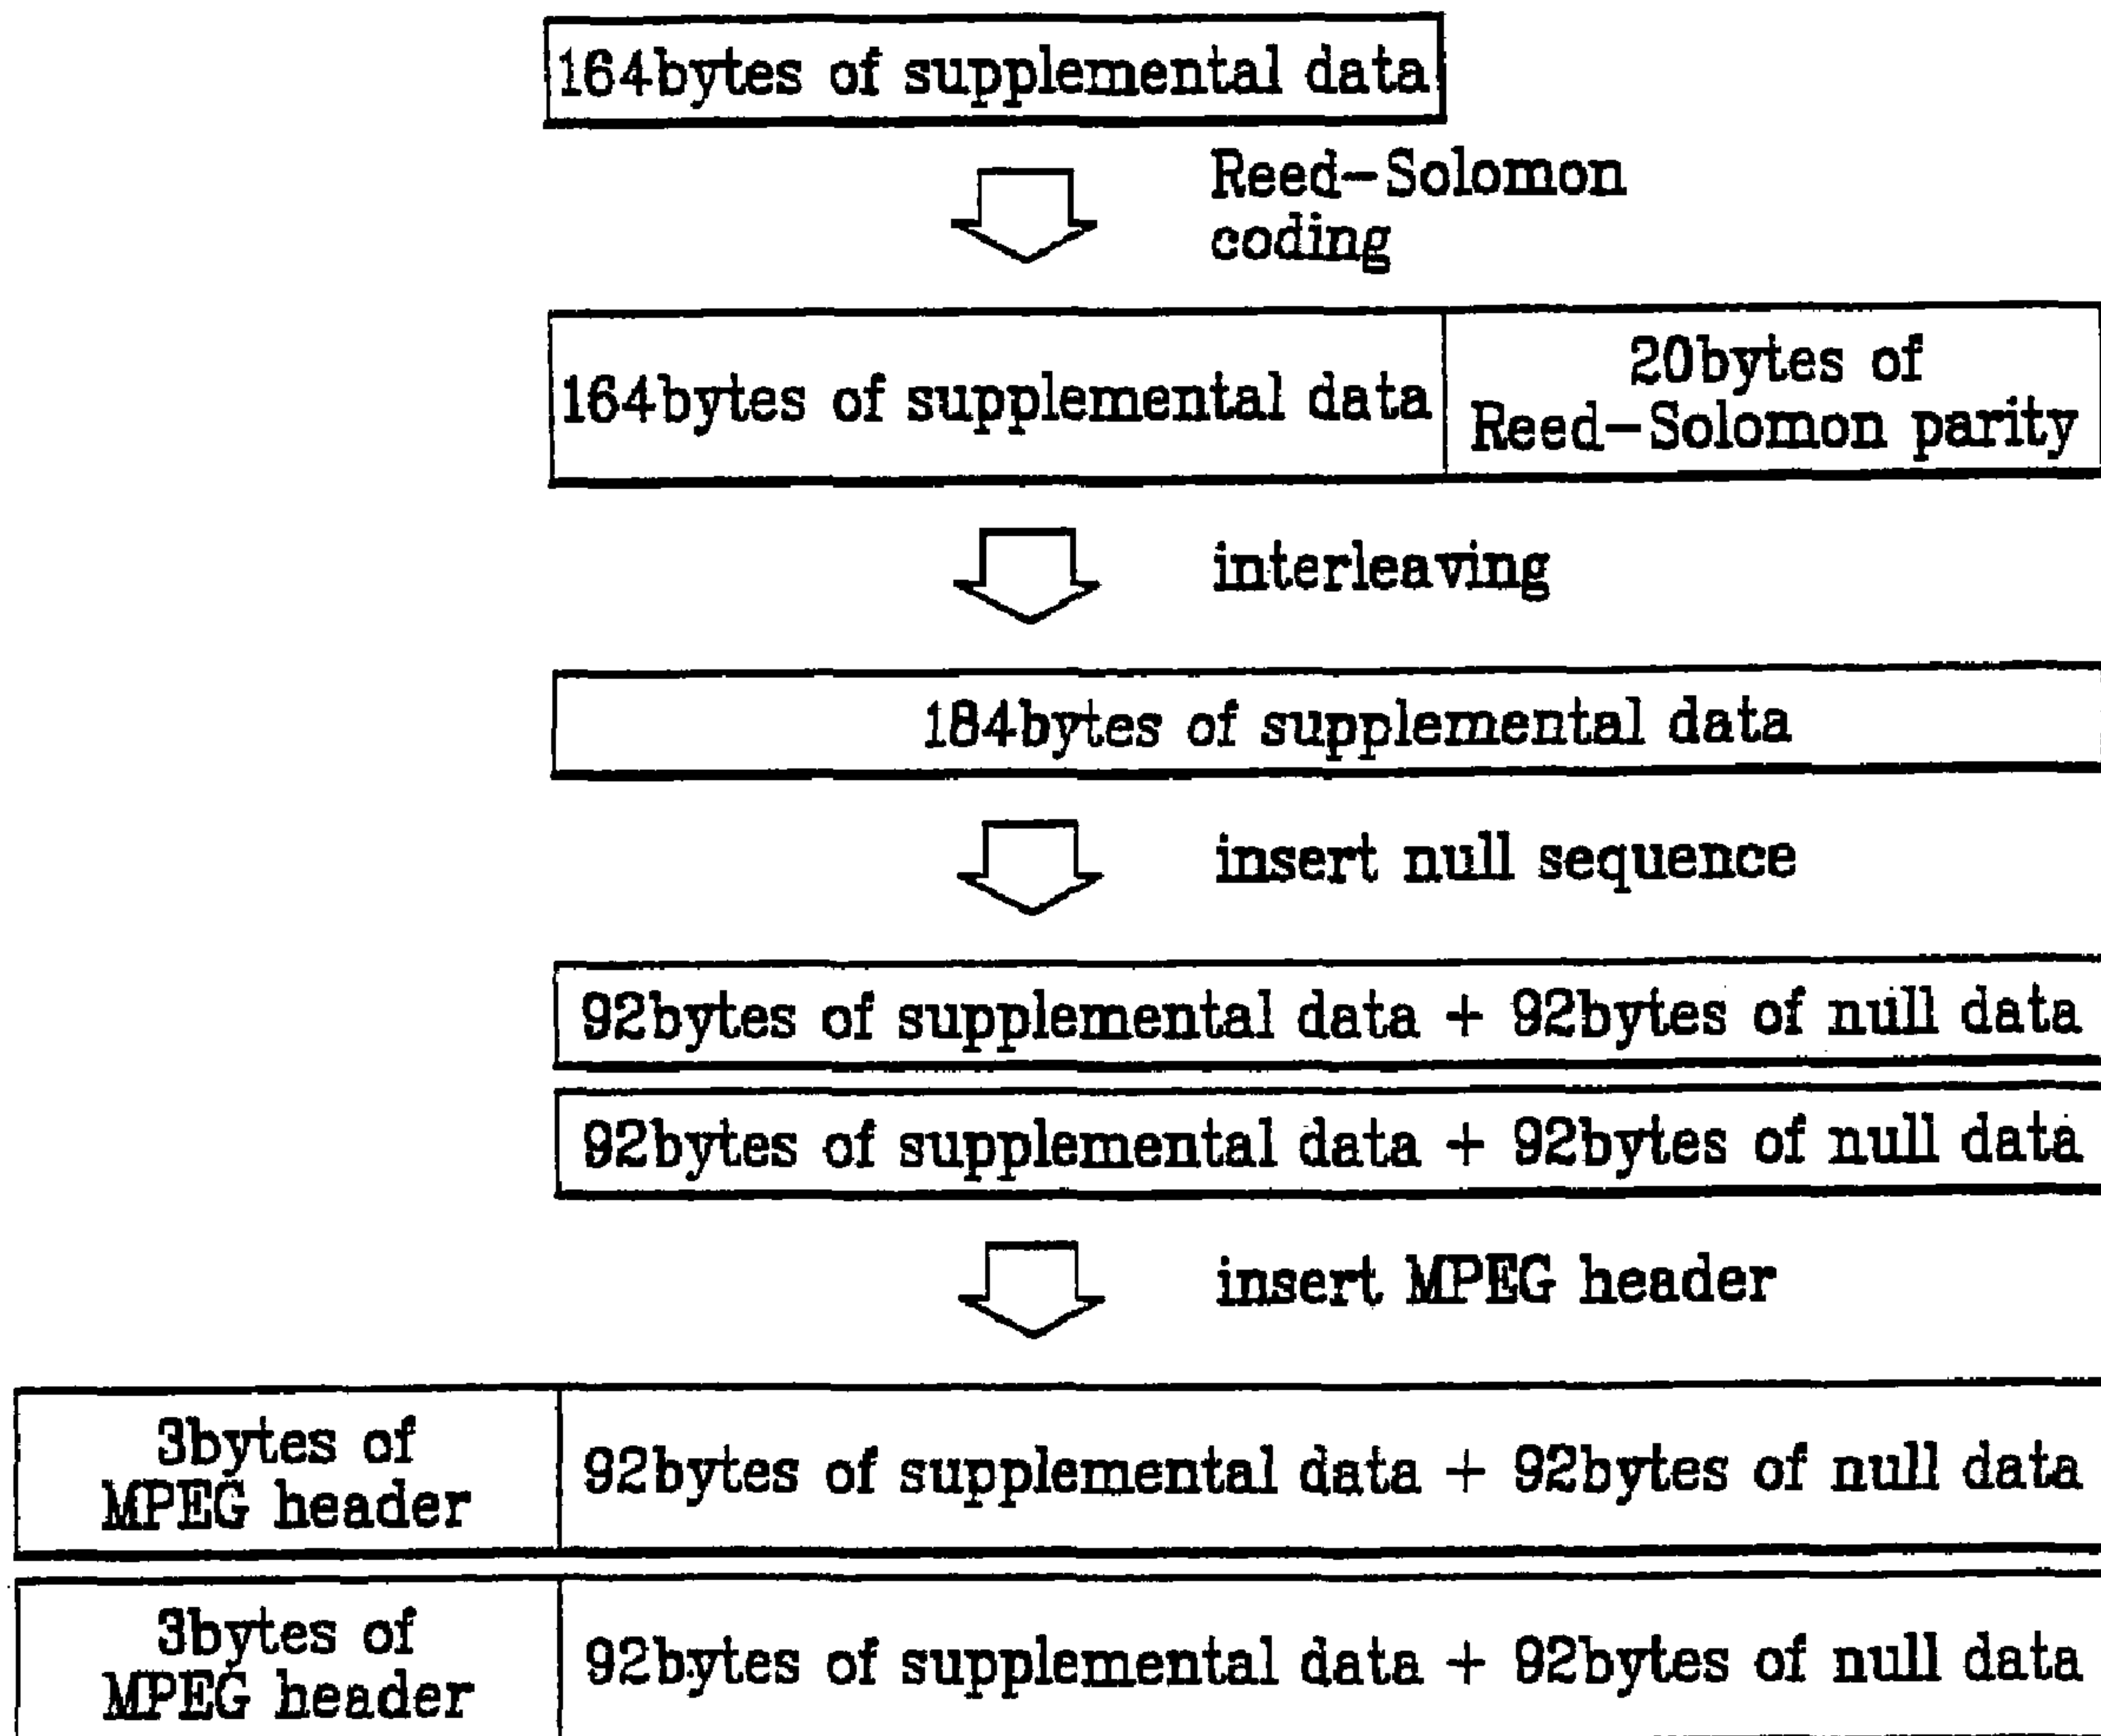 164bytes of supplemental data
Reed-Solomon
coding
164bytes of supplemental data
20bytes of
Reed-Solomon parity
interleaving
184bytes of supplemental data
insert null sequence
92bytes of supplemental data + 92bytes of null data
92bytes of supplemental data + 92bytes of null data
insert MPEG header
3bytes of
MPEG header
92bytes of supplemental data + 92bytes of null data
3bytes of
MPEG header
92bytes of supplemental data + 92bytes of null data